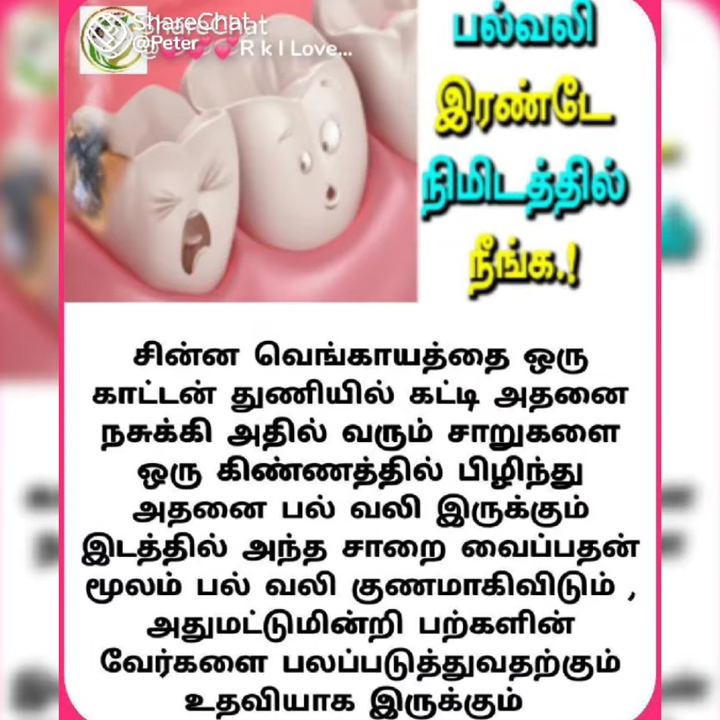 ShareChat
@Peter
R k I Love...
பல்வலி
இரண்டே
நிமிடத்தில்
நீங்க.!
சின்ன வெங்காயத்தை ஒரு
காட்டன் துணியில் கட்டி அதனை
நசுக்கி அதில் வரும் சாறுகளை
ஒரு கிண்ணத்தில் பிழிந்து
அதனை பல் வலி இருக்கும்
இடத்தில் அந்த சாறை வைப்பதன்
மூலம் பல் வலி குணமாகிவிடும் ,
அதுமட்டுமின்றி பற்களின்
வேர்களை பலப்படுத்துவதற்கும்
உதவியாக இருக்கும்